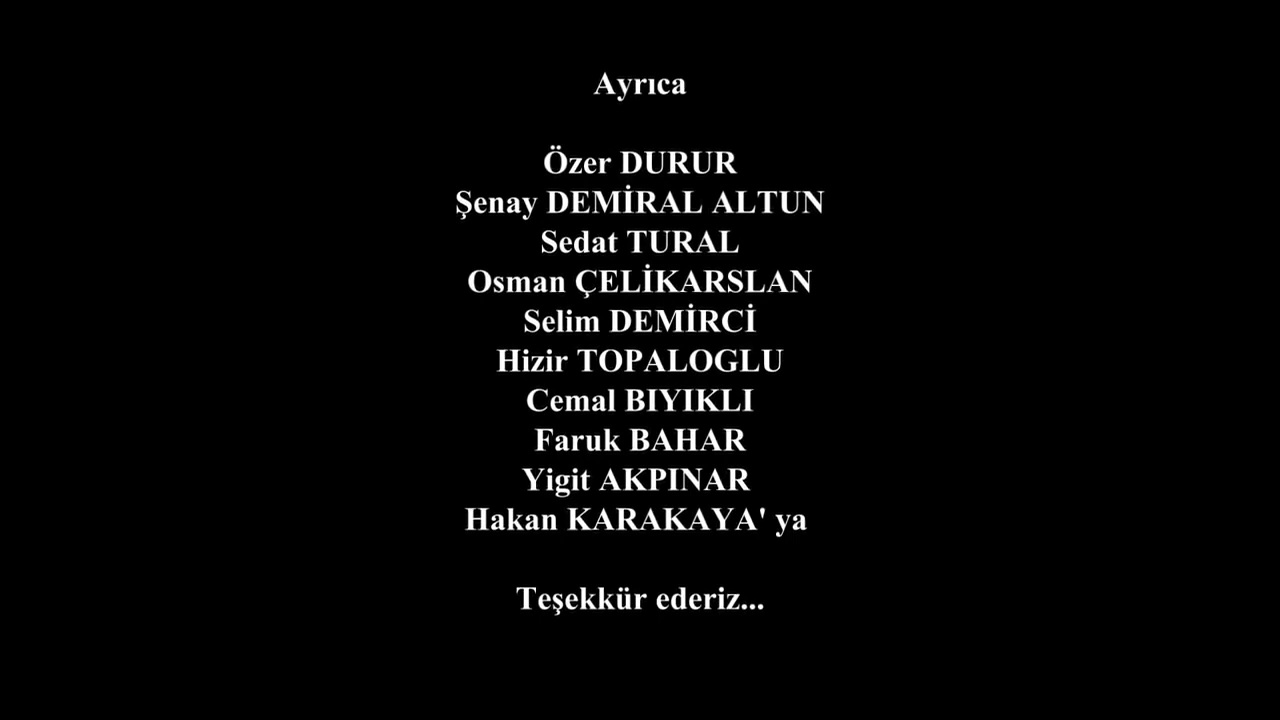 Ayrıca
Özer DURUR
Şenay DEMİRAL ALTUN
Sedat TURAL
Osman ÇELİKARSLAN
Selim DEMİRCİ
Hizir TOPALOGLU
Cemal BIYIKLI
Faruk BAHAR
Yigit AKPINAR
Hakan KARAKAYA' ya
Teşekkür ederiz...